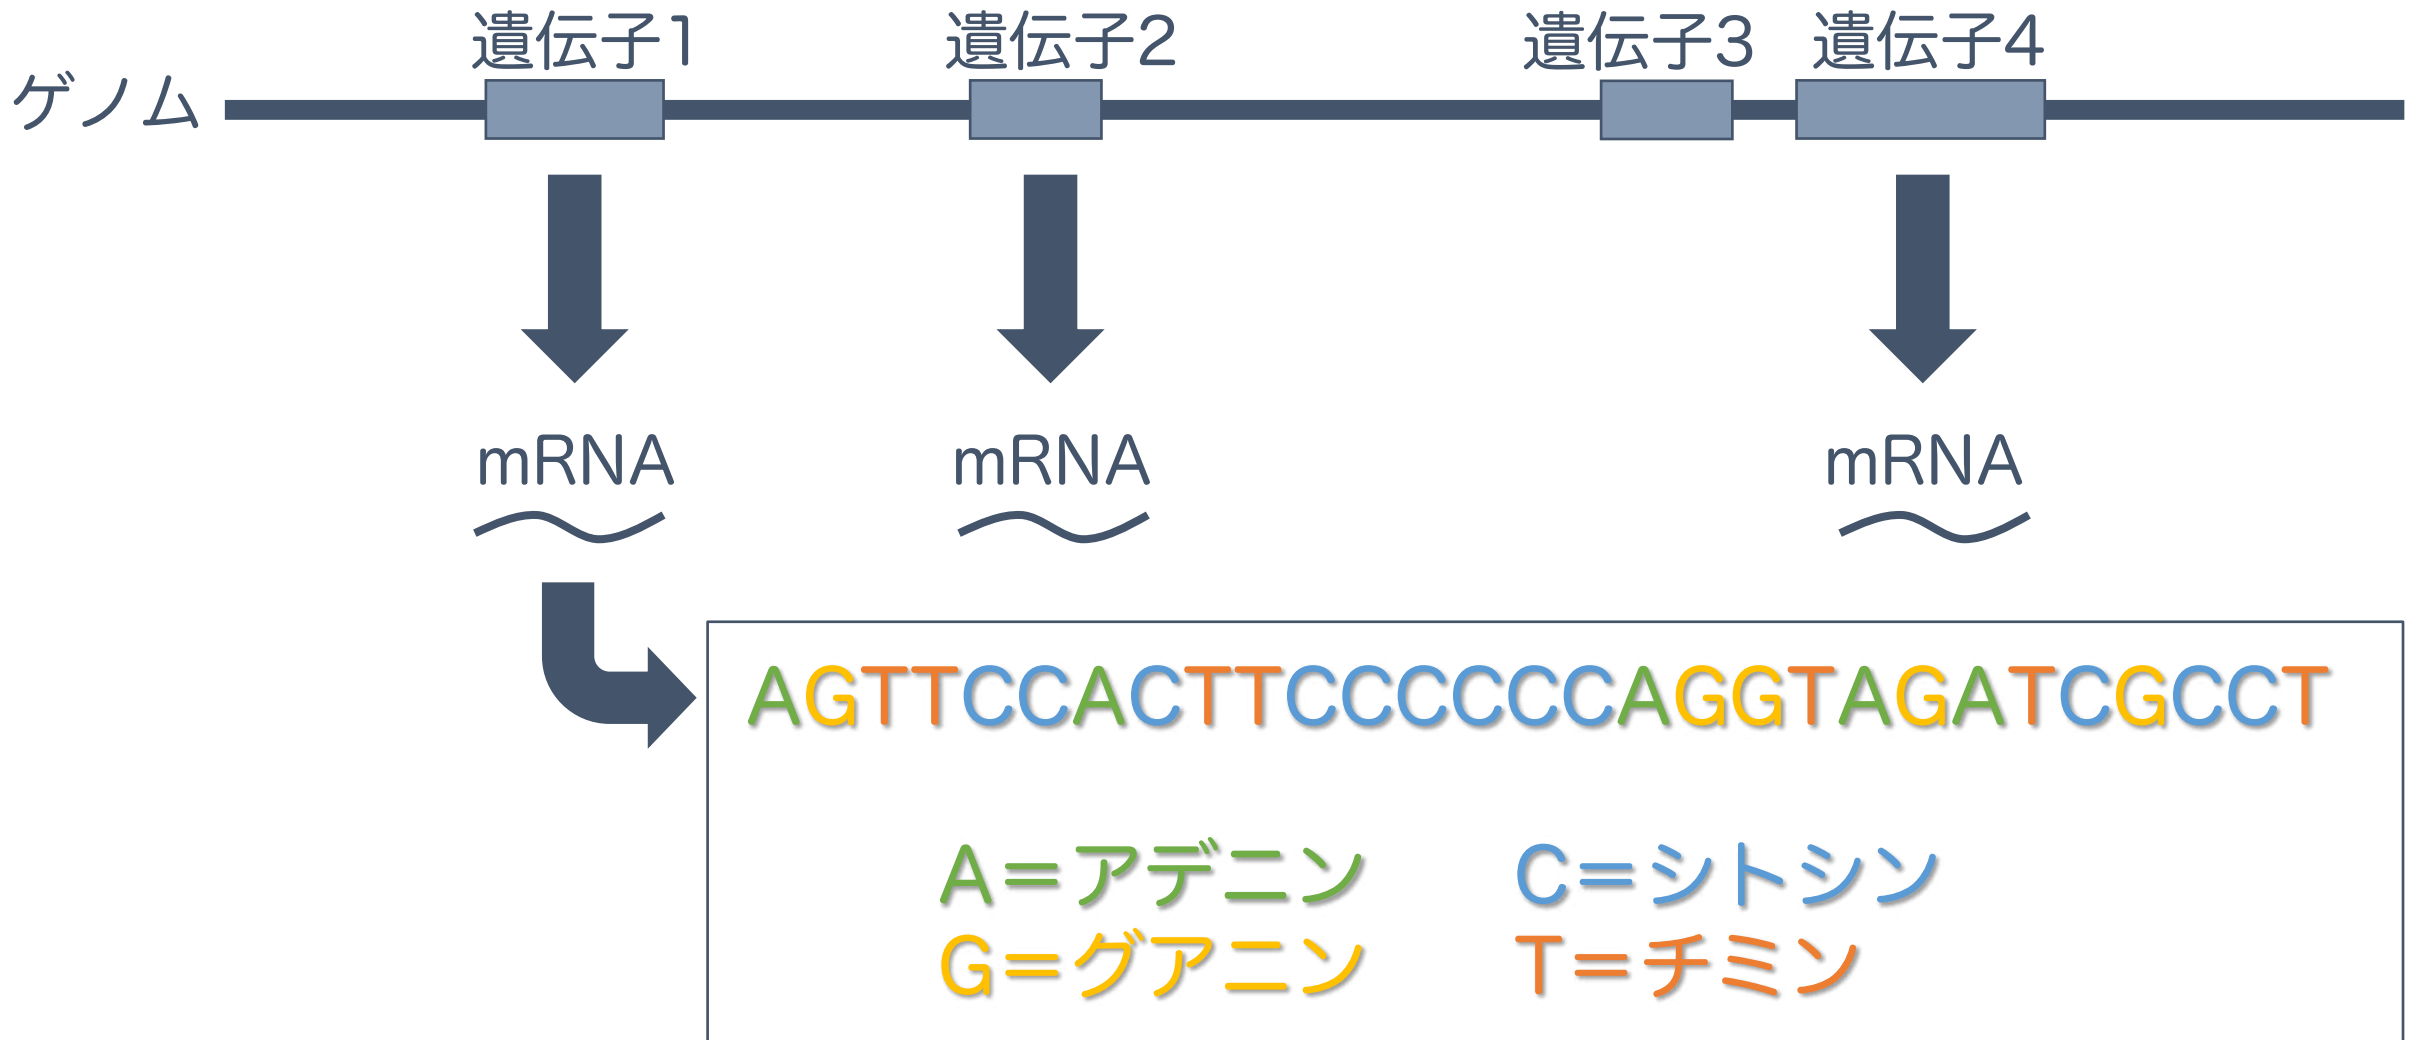 遺伝子1 遺伝子2 遺伝子3 遺伝子4
ゲノム
mRNA mRNA mRNA
AGTTCCACTTCCCCCCAGGTAGATCGCCT
A＝アデニン C＝シトシン
G＝グアニン T＝チミン